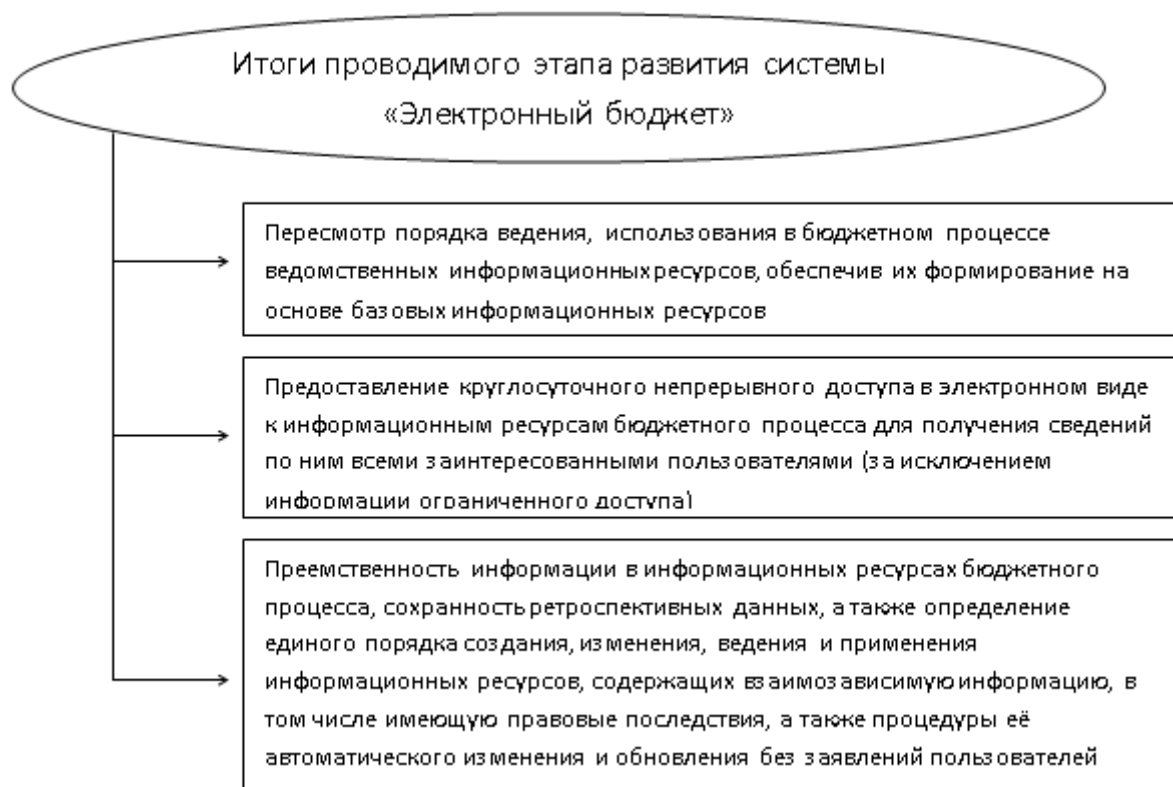 Итоги проводимого этапа развития системы
«Электронный бюджет»
Пересмотр порядка ведения, использования в бюджетном процессе
ведомственных информационных ресурсов, обеспечив их формирование на
основе базовых информационных ресурсов
Предоставление круглосуточного непрерывного доступа в электронном виде
к информационным ресурсам бюджетного процесса для получения сведений
по ним всеми заинтересованными пользователями (за исключением
информации ограниченного доступа)
Преемственность информации в информационных ресурсах бюджетного
процесса, сохранность ретроспективных данных, а также определение
единого порядка создания, изменения, ведения и применения
информационных ресурсов, содержащих взаимозависимую информацию, в
том числе имеющую правовые последствия, а также процедуры её
автоматического изменения и обновления без заявлений пользователей